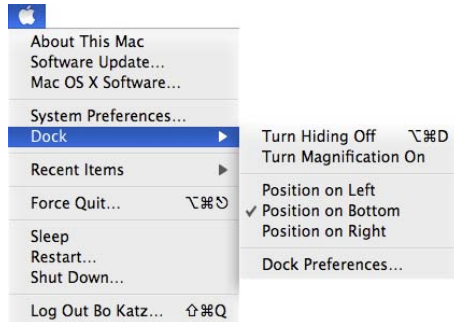 About This Mac
Software Update...
Mac OS X Software...
System Preferences...
Dock
Recent Items
Force Quit... ⌥⌘⎋
Sleep
Restart...
Shut Down...
Log Out Bo Katz... ⇧⌘Q
Turn Hiding Off ⌥⌘D
Turn Magnification On
Position on Left
✓ Position on Bottom
Position on Right
Dock Preferences...